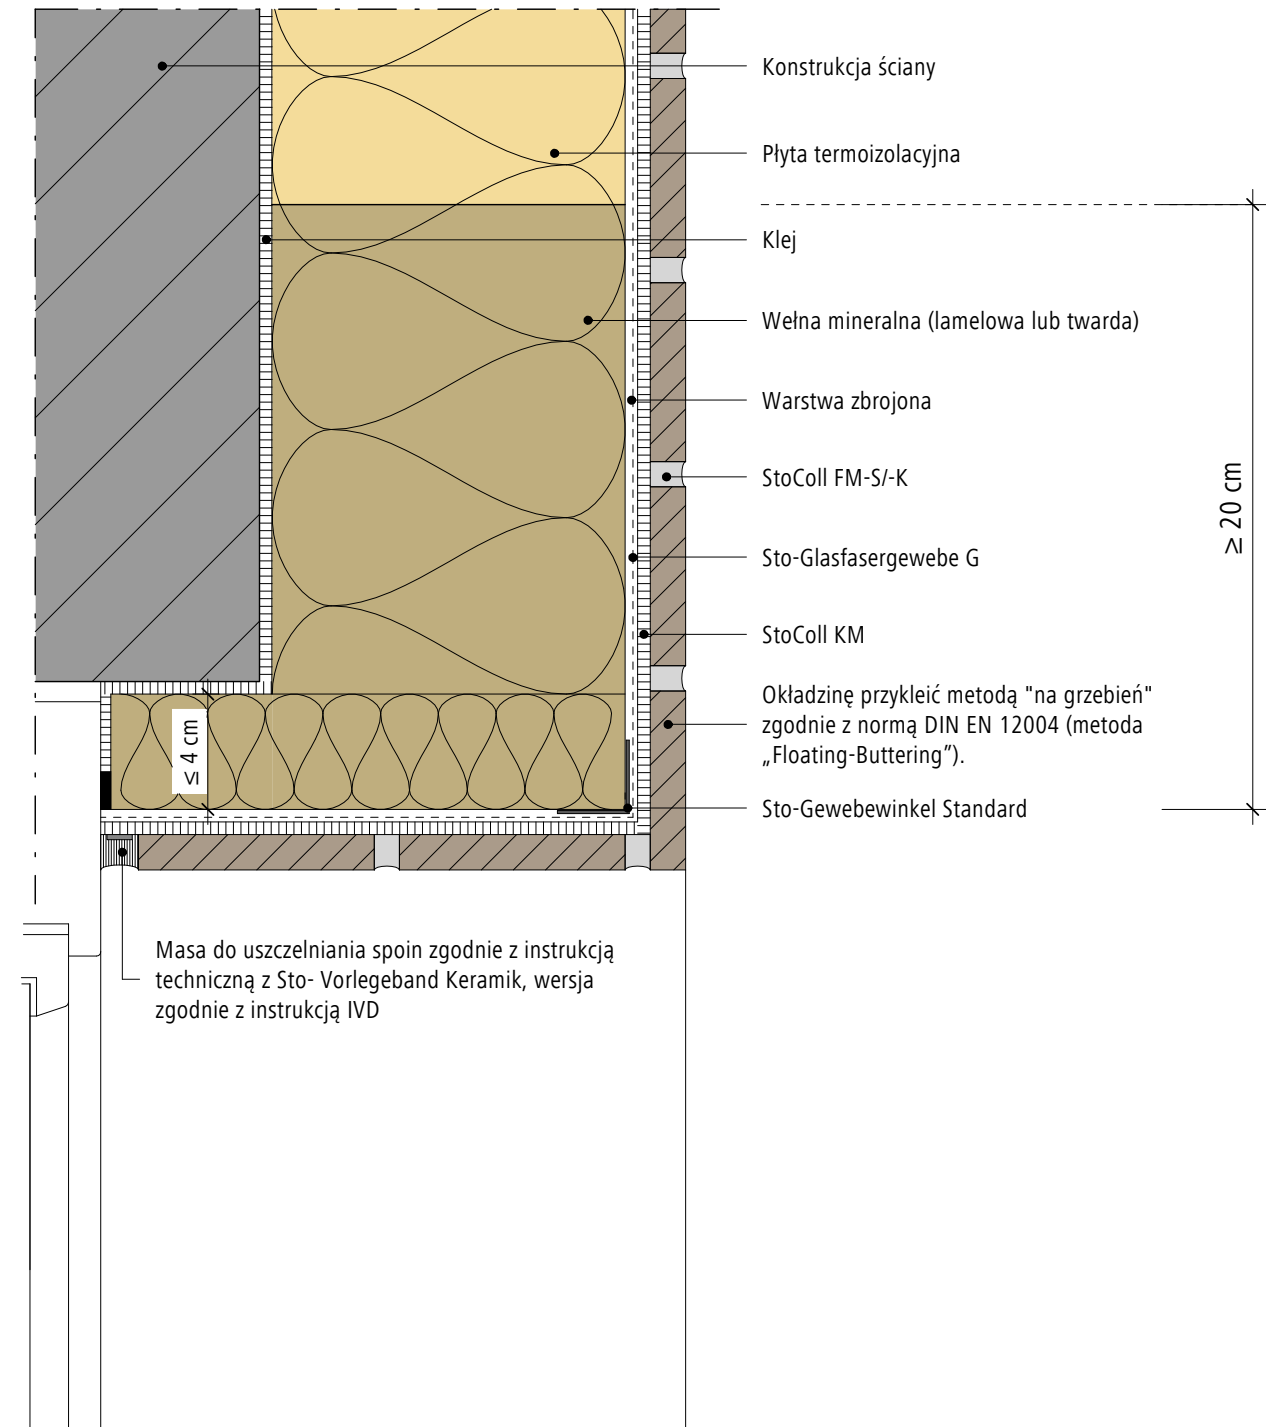 Konstrukcja ściany
Płyta termoizolacyjna
Klej
Wełna mineralna (lamelowa lub twarda)
Warstwa zbrojona
StoColl FM-S/-K
≥ 20 cm
Sto-Glasfasergewebe G
StoColl KM
Okładzinę przykleić metodą "na grzebień"
zgodnie z normą DIN EN 12004 (metoda
„Floating-Buttering”).
≤ 4 cm
Sto-Gewebewinkel Standard
Masa do uszczelniania spoin zgodnie z instrukcją
techniczną z Sto- Vorlegeband Keramik, wersja
zgodnie z instrukcją IVD